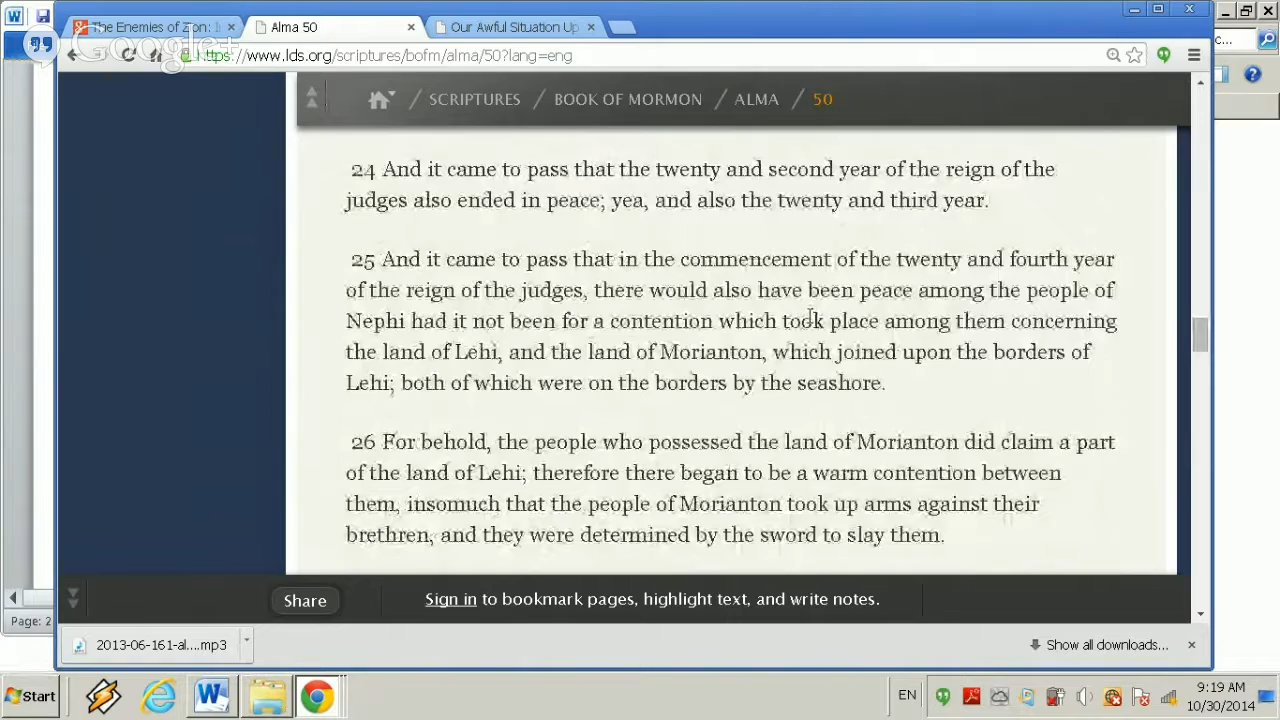 The Enemies of Zion: I
Alma 50
Our Awful Situation Up
Google+
https://www.lds.org/scriptures/bofm/alma/50?lang=eng
c...
SCRIPTURES / BOOK OF MORMON / ALMA / 50
24 And it came to pass that the twenty and second year of the reign of the
judges also ended in peace; yea, and also the twenty and third year.
25 And it came to pass that in the commencement of the twenty and fourth year
of the reign of the judges, there would also have been peace among the people of
Nephi had it not been for a contention which took place among them concerning
the land of Lehi, and the land of Morianton, which joined upon the borders of
Lehi; both of which were on the borders by the seashore.
26 For behold, the people who possessed the land of Morianton did claim a part
of the land of Lehi; therefore there began to be a warm contention between
them, insomuch that the people of Morianton took up arms against their
brethren, and they were determined by the sword to slay them.
Share
Sign in to bookmark pages, highlight text, and write notes.
Page: 2
2013-06-161-al....mp3
Show all downloads...
Start
EN
9:19 AM
10/30/2014